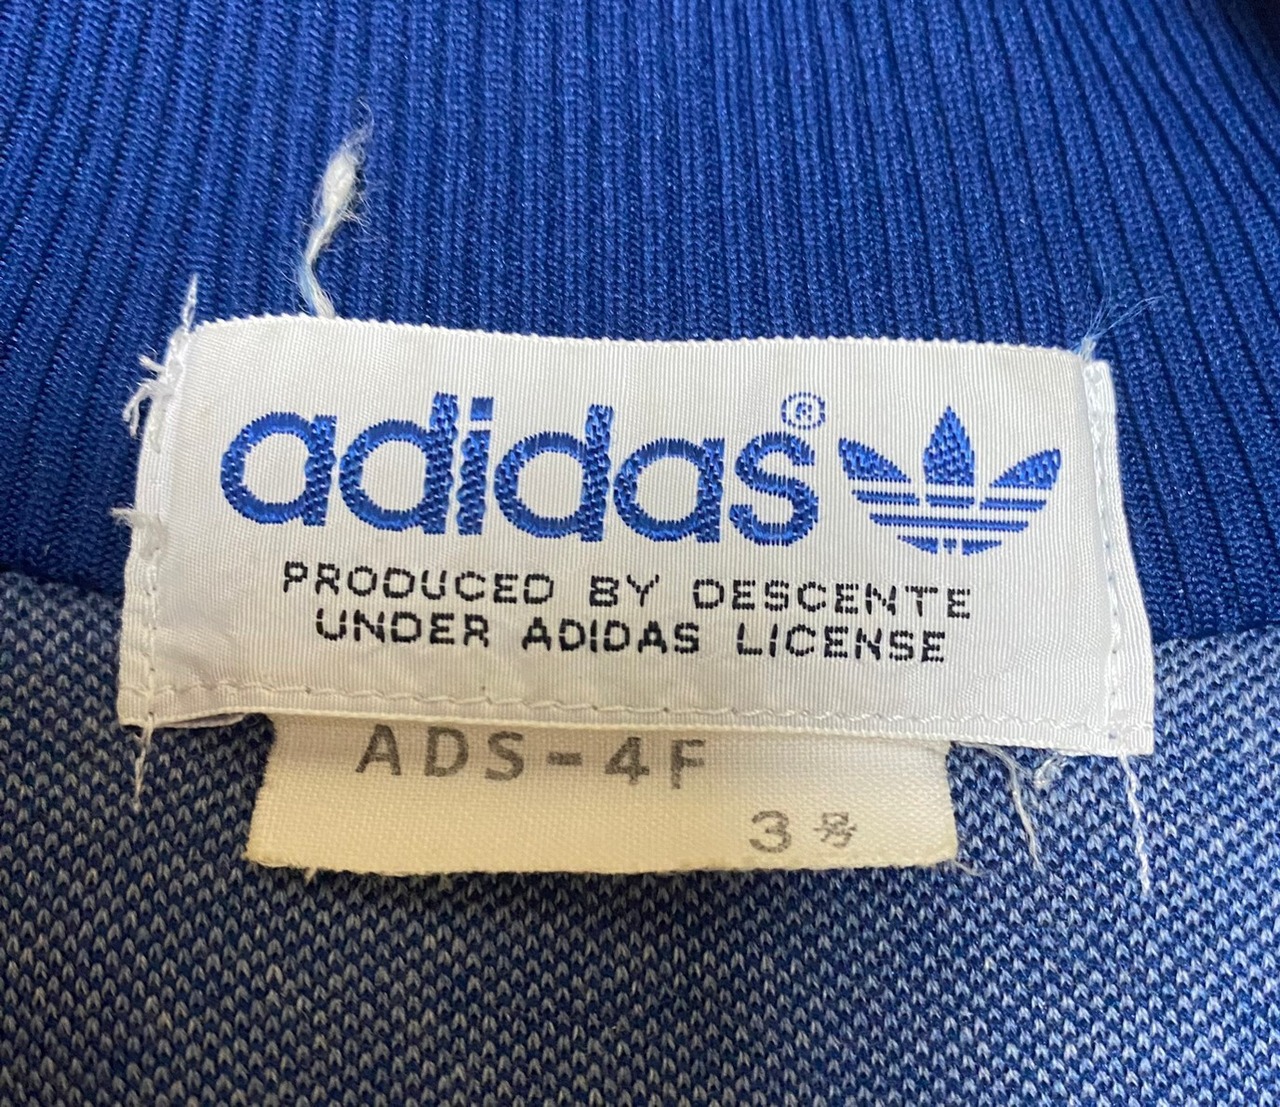 adidas®
PRODUCED BY DESCENTE
UNDER ADIDAS LICENSE
ADS-4F
3号